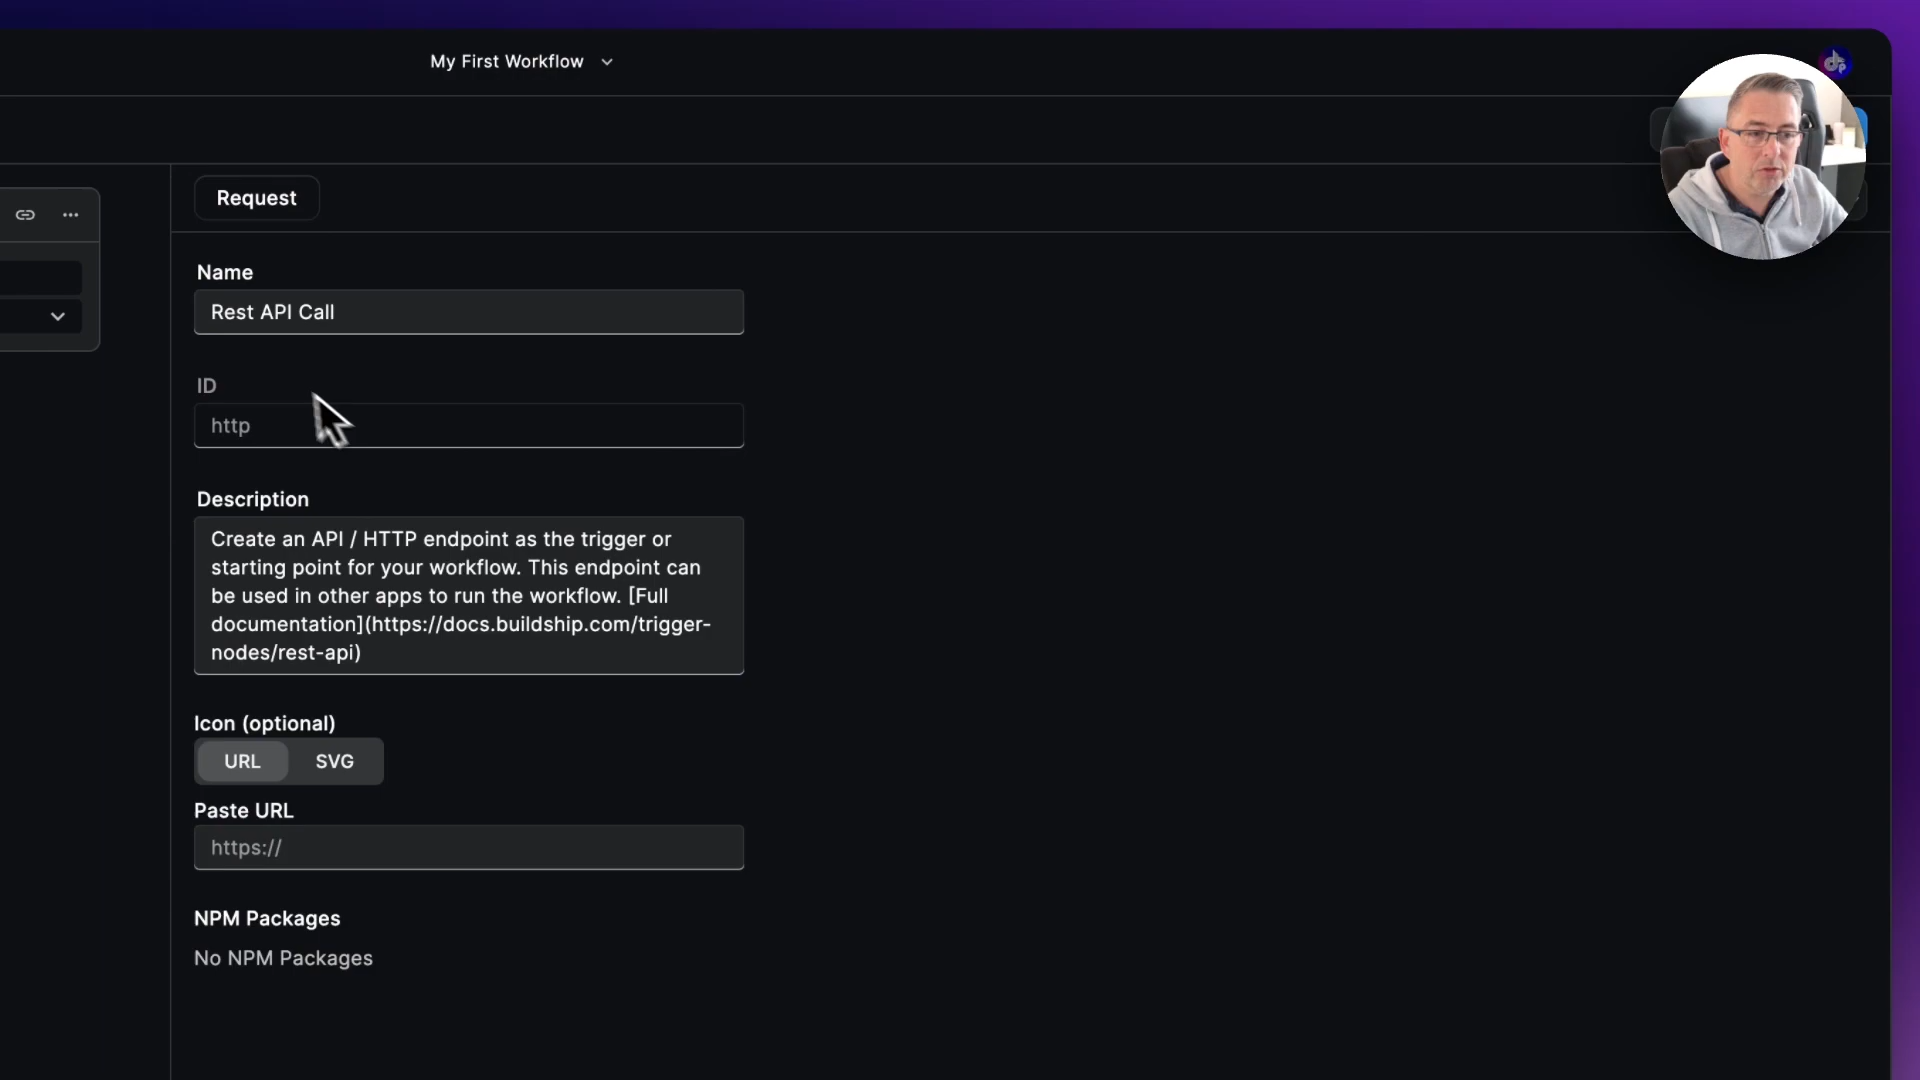 My First Workflow
Request
Name
Rest API Call
ID
http
Description
Create an API / HTTP endpoint as the trigger or
starting point for your workflow. This endpoint can
be used in other apps to run the workflow. [Full
documentation](https://docs.buildship.com/trigger-
nodes/rest-api)
Icon (optional)
URL SVG
Paste URL
https://
NPM Packages
No NPM Packages